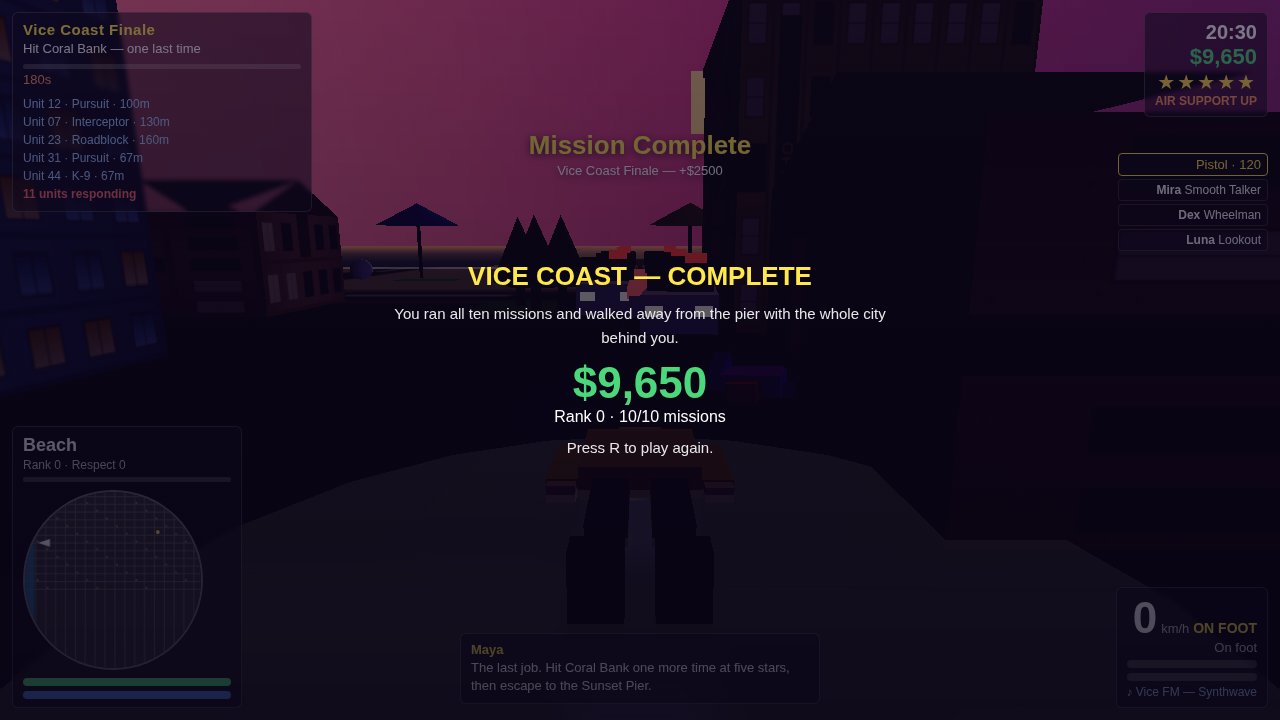 Vice Coast Finale
Hit Coral Bank — one last time
180s
Unit 12 · Pursuit · 100m
Unit 07 · Interceptor · 130m
Unit 23 · Roadblock · 160m
Unit 31 · Pursuit · 67m
Unit 44 · K-9 · 67m
11 units responding
20:30
$9,650
★★★★★
AIR SUPPORT UP
Pistol · 120
Mira Smooth Talker
Dex Wheelman
Luna Lookout
Mission Complete
Vice Coast Finale — +$2500
VICE COAST — COMPLETE
You ran all ten missions and walked away from the pier with the whole city
behind you.
$9,650
Rank 0 · 10/10 missions
Press R to play again.
Beach
Rank 0 · Respect 0
Maya
The last job. Hit Coral Bank one more time at five stars,
then escape to the Sunset Pier.
0 km/h ON FOOT
On foot
♪ Vice FM — Synthwave